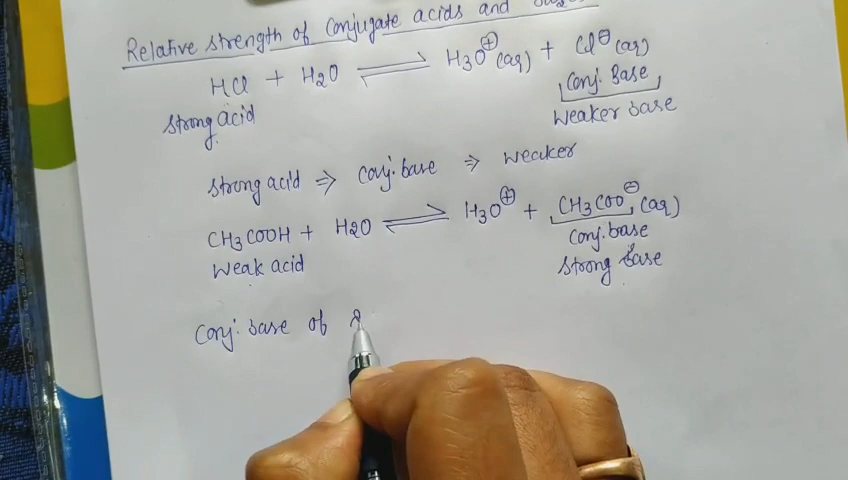 Relative strength of conjugate acids and
HCl + H2O ⇌ H3O⊕(aq) + Cl⊖(aq)
strong acid
Conj. Base
Weaker base
strong acid ⇒ Conj. base ⇒ weaker
CH3COOH + H2O ⇌ H3O⊕ + CH3COO⊖(aq)
Weak acid
Conj. base
strong base
Conj. base of